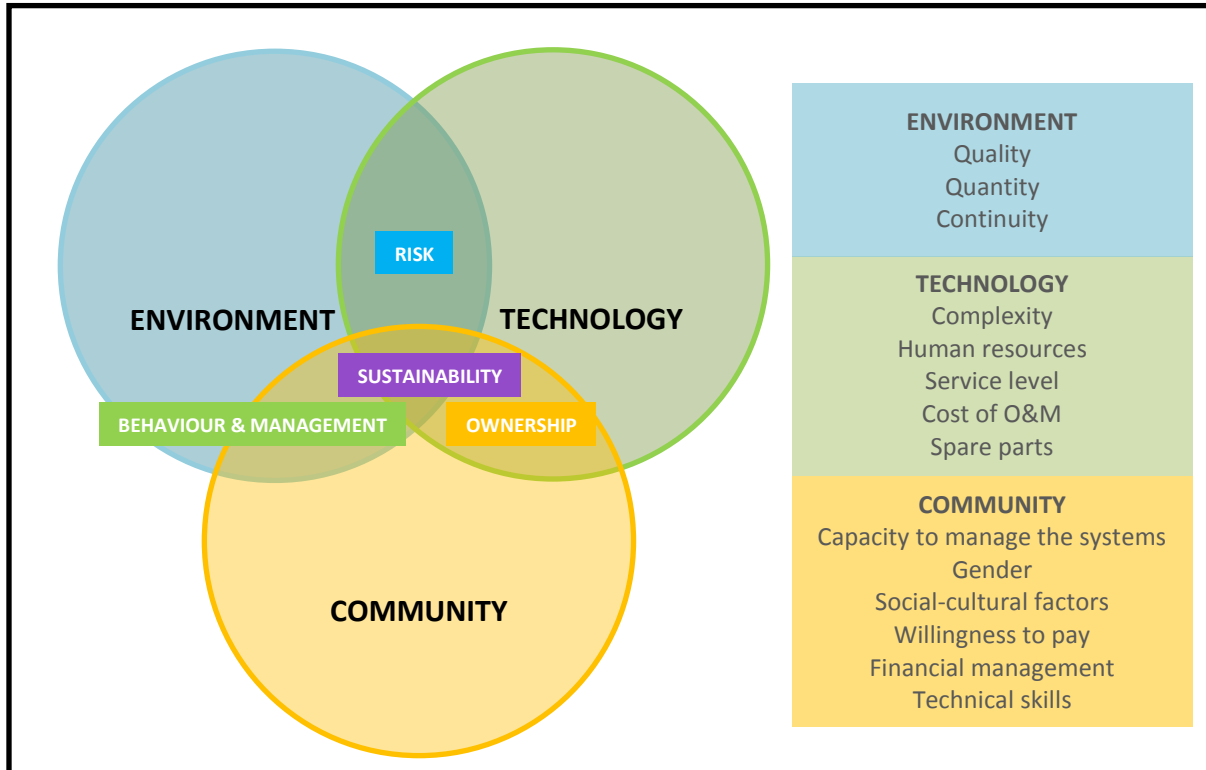 RISK
ENVIRONMENT
TECHNOLOGY
SUSTAINABILITY
BEHAVIOUR & MANAGEMENT
OWNERSHIP
COMMUNITY
ENVIRONMENT
Quality
Quantity
Continuity
TECHNOLOGY
Complexity
Human resources
Service level
Cost of O&M
Spare parts
COMMUNITY
Capacity to manage the systems
Gender
Social-cultural factors
Willingness to pay
Financial management
Technical skills